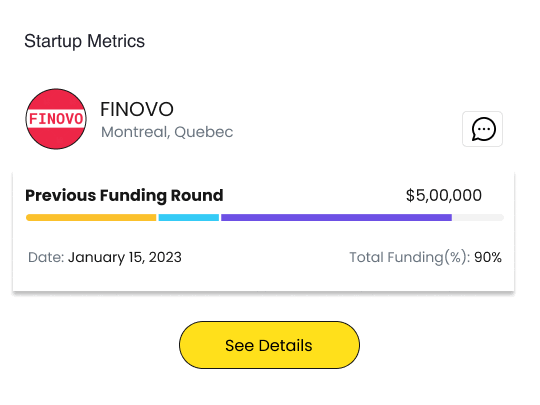 Startup Metrics
FINOVO
FINOVO
Montreal, Quebec
Previous Funding Round
$5,00,000
Date: January 15, 2023
Total Funding(%): 90%
See Details